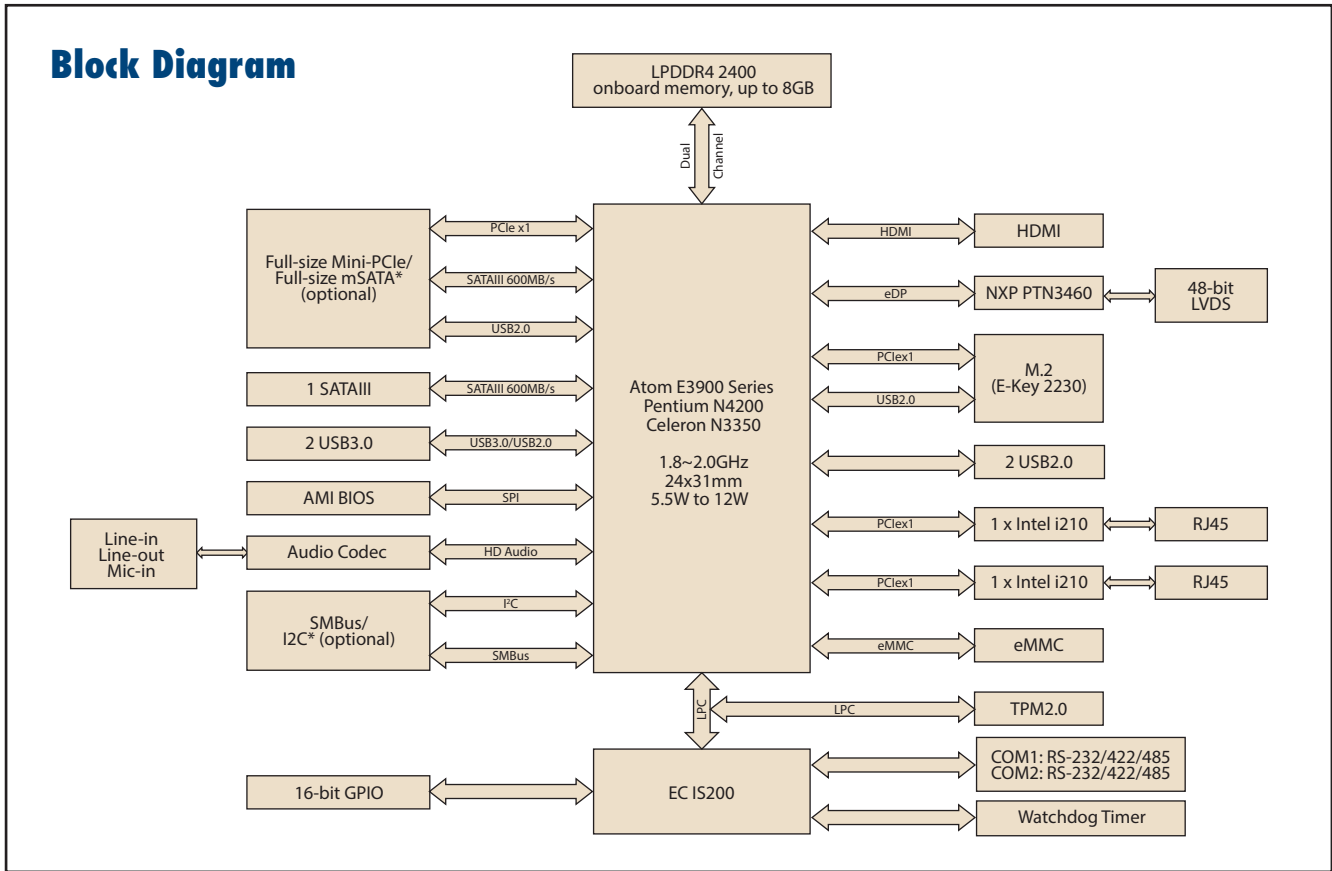 Block Diagram
LPDDR4 2400
onboard memory, up to 8GB
Dual
Channel
Full-size Mini-PCIe/
Full-size mSATA*
(optional)
PCIe x1
SATAIII 600MB/s
USB2.0
1 SATAIII
SATAIII 600MB/s
2 USB3.0
USB3.0/USB2.0
AMI BIOS
SPI
Line-in
Line-out
Mic-in
Audio Codec
HD Audio
SMBus/
I2C* (optional)
I²C
SMBus
Atom E3900 Series
Pentium N4200
Celeron N3350
1.8~2.0GHz
24x31mm
5.5W to 12W
HDMI
HDMI
eDP
NXP PTN3460
48-bit
LVDS
PCIex1
USB2.0
M.2
(E-Key 2230)
2 USB2.0
PCIex1
1 x Intel i210
RJ45
PCIex1
1 x Intel i210
RJ45
eMMC
eMMC
LPC
LPC
TPM2.0
16-bit GPIO
EC IS200
COM1: RS-232/422/485
COM2: RS-232/422/485
Watchdog Timer